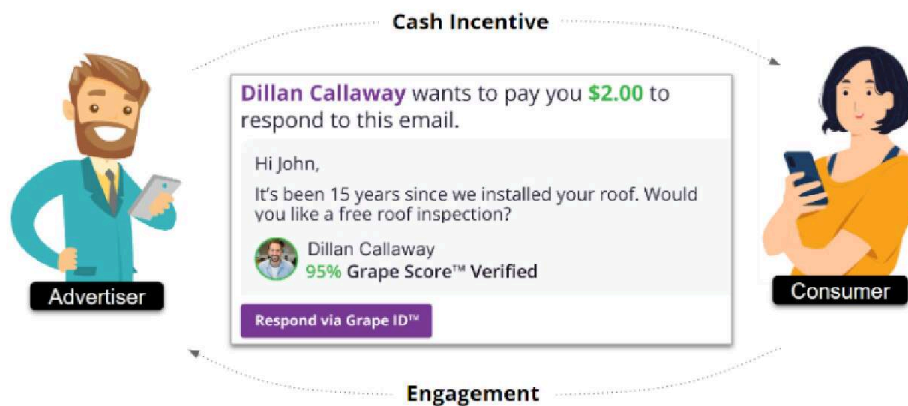 Cash Incentive
Dillan Callaway wants to pay you $2.00 to
respond to this email.
Hi John,
It's been 15 years since we installed your roof. Would
you like a free roof inspection?
Dillan Callaway
95% Grape Score™ Verified
Respond via Grape ID™
Advertiser
Consumer
Engagement